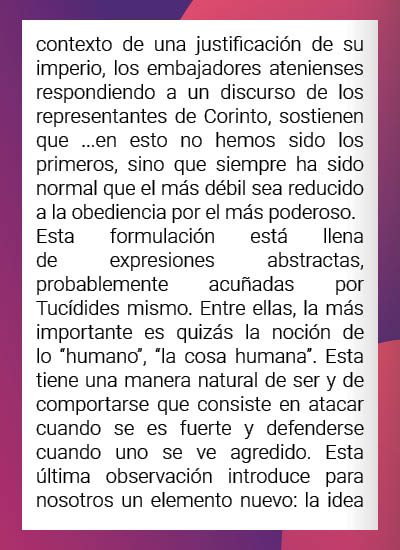 contexto de una justificación de su
imperio, los embajadores atenienses
respondiendo a un discurso de los
representantes de Corinto, sostienen
que ...en esto no hemos sido los
primeros, sino que siempre ha sido
normal que el más débil sea reducido
a la obediencia por el más poderoso.
Esta formulación está llena
de expresiones abstractas,
probablemente acuñadas por
Tucídides mismo. Entre ellas, la más
importante es quizás la noción de
lo “humano”, “la cosa humana”. Esta
tiene una manera natural de ser y de
comportarse que consiste en atacar
cuando se es fuerte y defenderse
cuando uno se ve agredido. Esta
última observación introduce para
nosotros un elemento nuevo: la idea